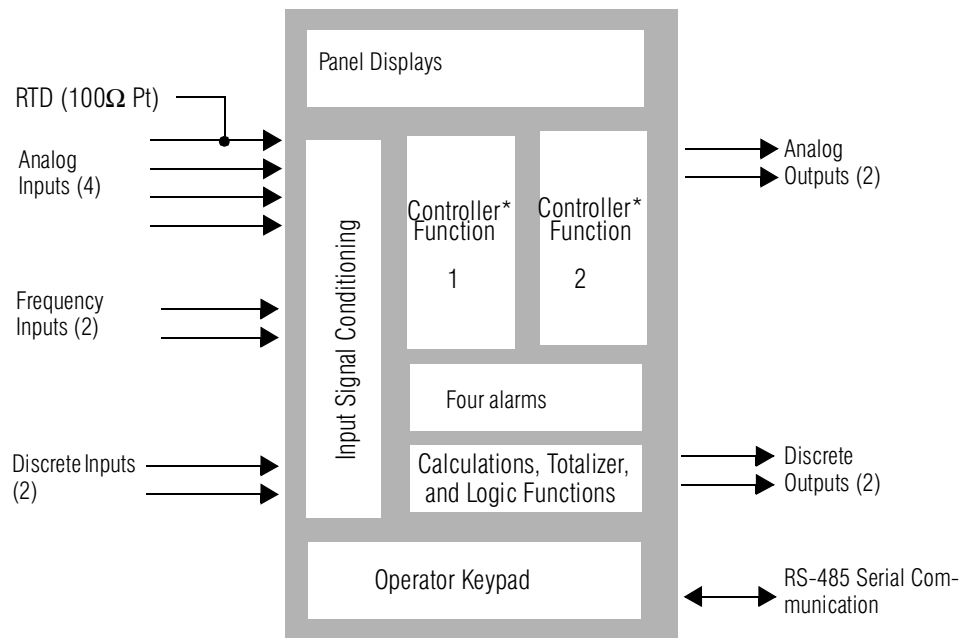 Panel Displays
RTD (100Ω Pt)
Analog
Inputs (4)
Frequency
Inputs (2)
Discrete Inputs
(2)
Input Signal Conditioning
Controller*
Function
1
Controller*
Function
2
Four alarms
Calculations, Totalizer,
and Logic Functions
Operator Keypad
Analog
Outputs (2)
Discrete
Outputs (2)
RS-485 Serial Com-
munication